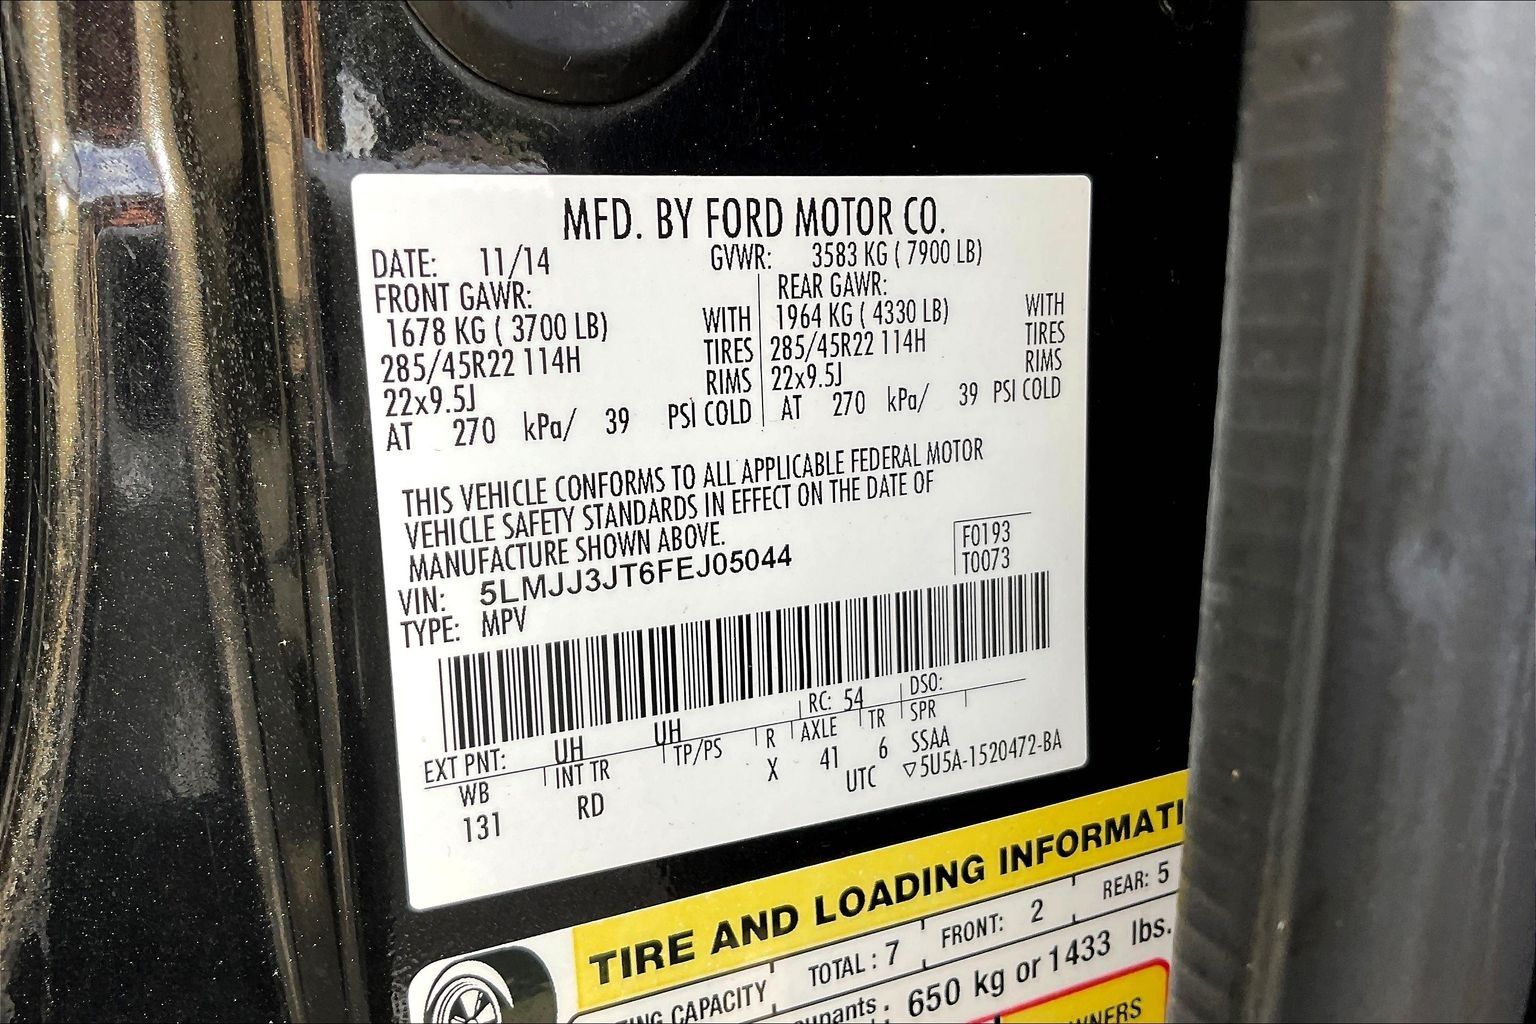 MFD. BY FORD MOTOR CO.
DATE: 11/14 GVWR: 3583 KG ( 7900 LB)
FRONT GAWR: REAR GAWR:
1678 KG ( 3700 LB) WITH 1964 KG ( 4330 LB) WITH
285/45R22 114H TIRES 285/45R22 114H TIRES
22x9.5J RIMS 22x9.5J RIMS
AT 270 kPa/ 39 PSI COLD AT 270 kPa/ 39 PSI COLD
THIS VEHICLE CONFORMS TO ALL APPLICABLE FEDERAL MOTOR
VEHICLE SAFETY STANDARDS IN EFFECT ON THE DATE OF
MANUFACTURE SHOWN ABOVE.
F0193
T0073
VIN: 5LMJJ3JT6FEJ05044
TYPE: MPV
EXT PNT: UH UH RC: 54 DSO:
WB INT TR TP/PS R AXLE TR SPR
131 RD X 41 6 SSAA
UTC ▽5U5A-1520472-BA
TIRE AND LOADING INFORMATI
CAPACITY TOTAL : 7 FRONT: 2 REAR: 5
650 kg or 1433 lbs.